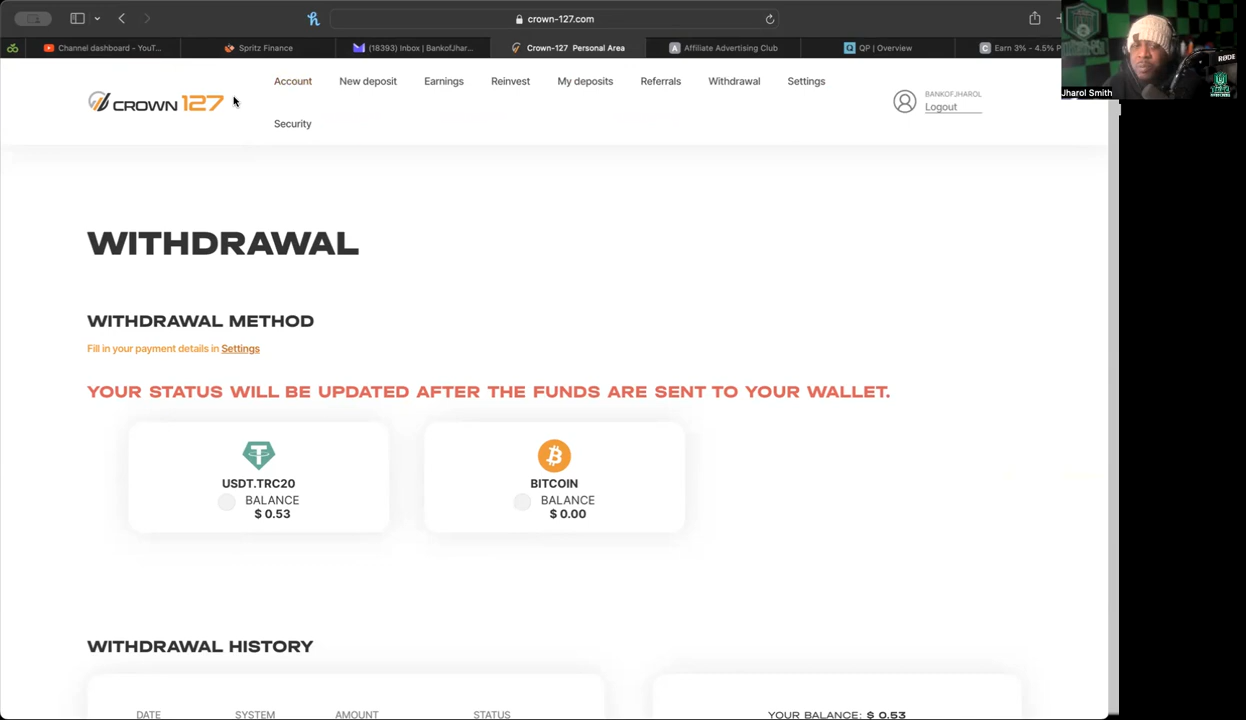 crown-127.com
Channel dashboard - YouT...
Spritz Finance
(18393) Inbox | BankofJhar...
Crown-127 Personal Area
Affiliate Advertising Club
QP | Overview
Earn 3% - 4.5% P
CROWN 127
Account
New deposit
Earnings
Reinvest
My deposits
Referrals
Withdrawal
Settings
Security
BANKOFJHAROL
Logout
RØDE
Jharol Smith
WITHDRAWAL
WITHDRAWAL METHOD
Fill in your payment details in Settings
YOUR STATUS WILL BE UPDATED AFTER THE FUNDS ARE SENT TO YOUR WALLET.
USDT.TRC20
BALANCE
$ 0.53
BITCOIN
BALANCE
$ 0.00
WITHDRAWAL HISTORY
DATE
SYSTEM
AMOUNT
STATUS
YOUR BALANCE: $ 0.53